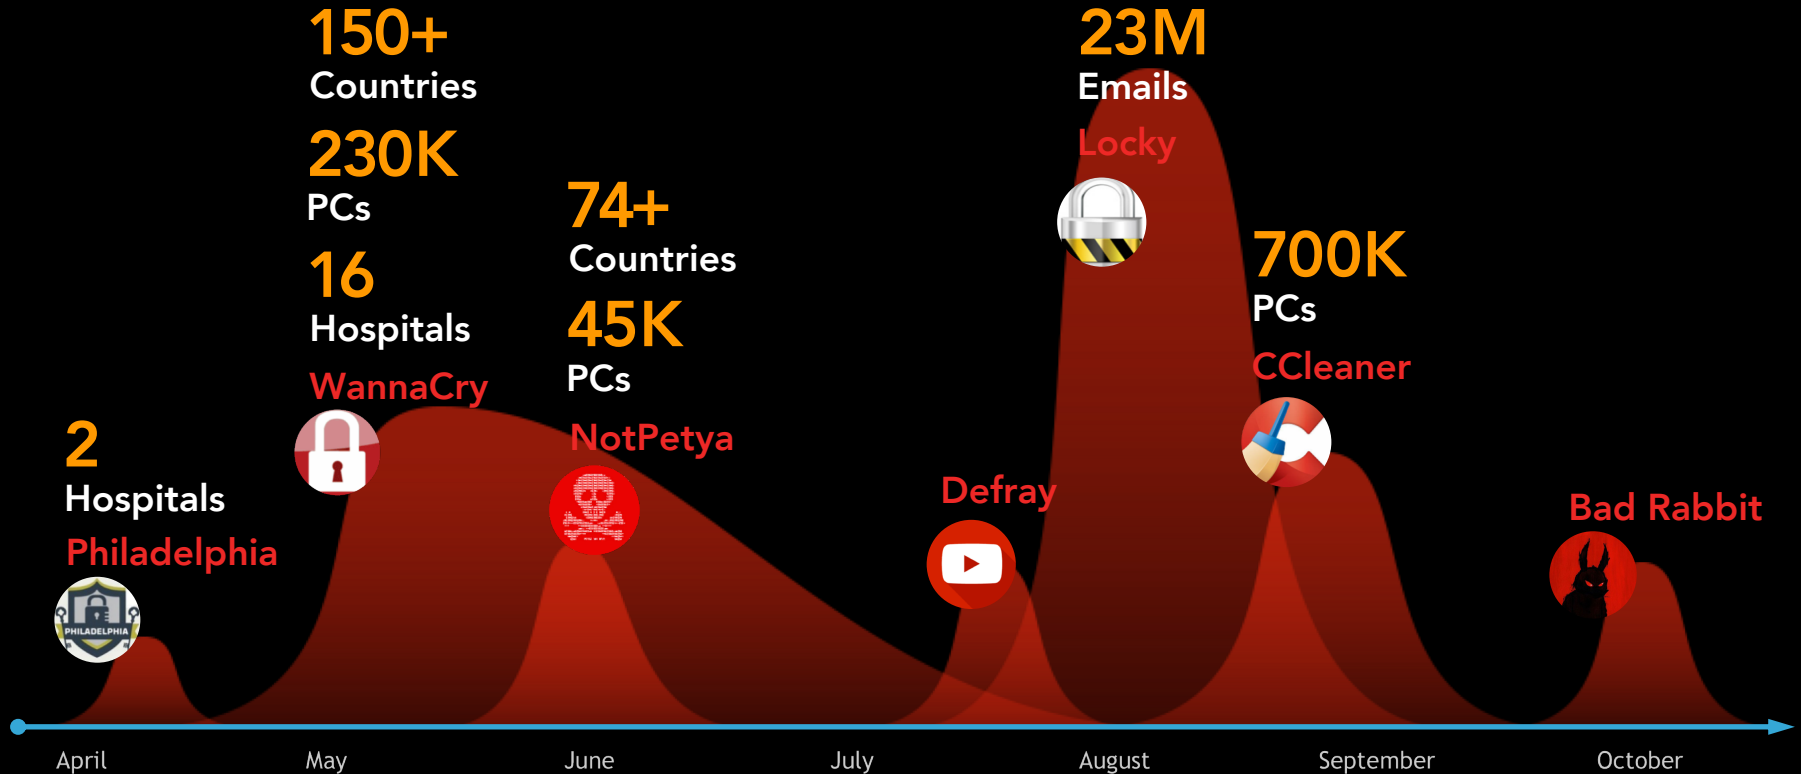 150+
Countries
230K
PCs
16
Hospitals
WannaCry
2
Hospitals
Philadelphia
PHILADELPHIA
74+
Countries
45K
PCs
NotPetya
Defray
23M
Emails
Locky
700K
PCs
CCleaner
Bad Rabbit
April
May
June
July
August
September
October